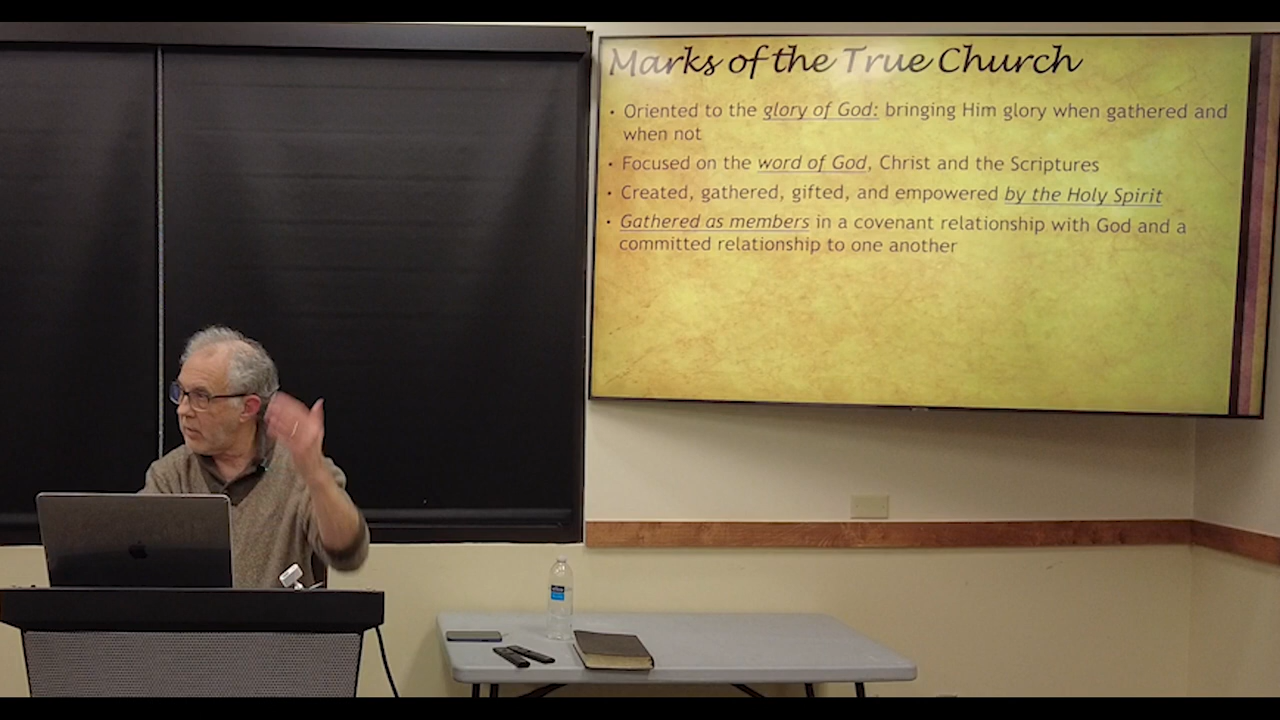 Marks of the True Church
• Oriented to the glory of God: bringing Him glory when gathered and
when not
• Focused on the word of God, Christ and the Scriptures
• Created, gathered, gifted, and empowered by the Holy Spirit
• Gathered as members in a covenant relationship with God and a
committed relationship to one another